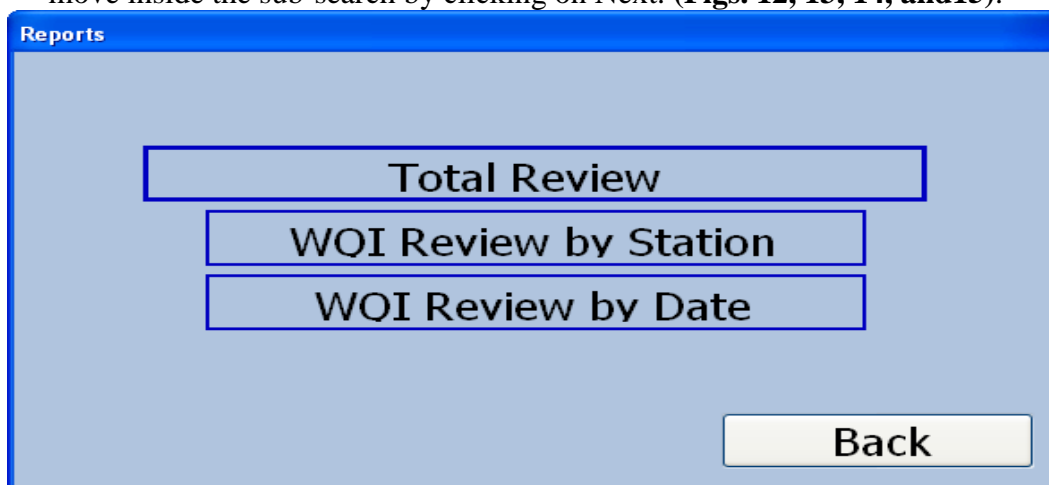 move inside the sub-search by clicking on Next. (Figs. 12, 13, 14, and15).
Reports
Total Review
WQI Review by Station
WQI Review by Date
Back